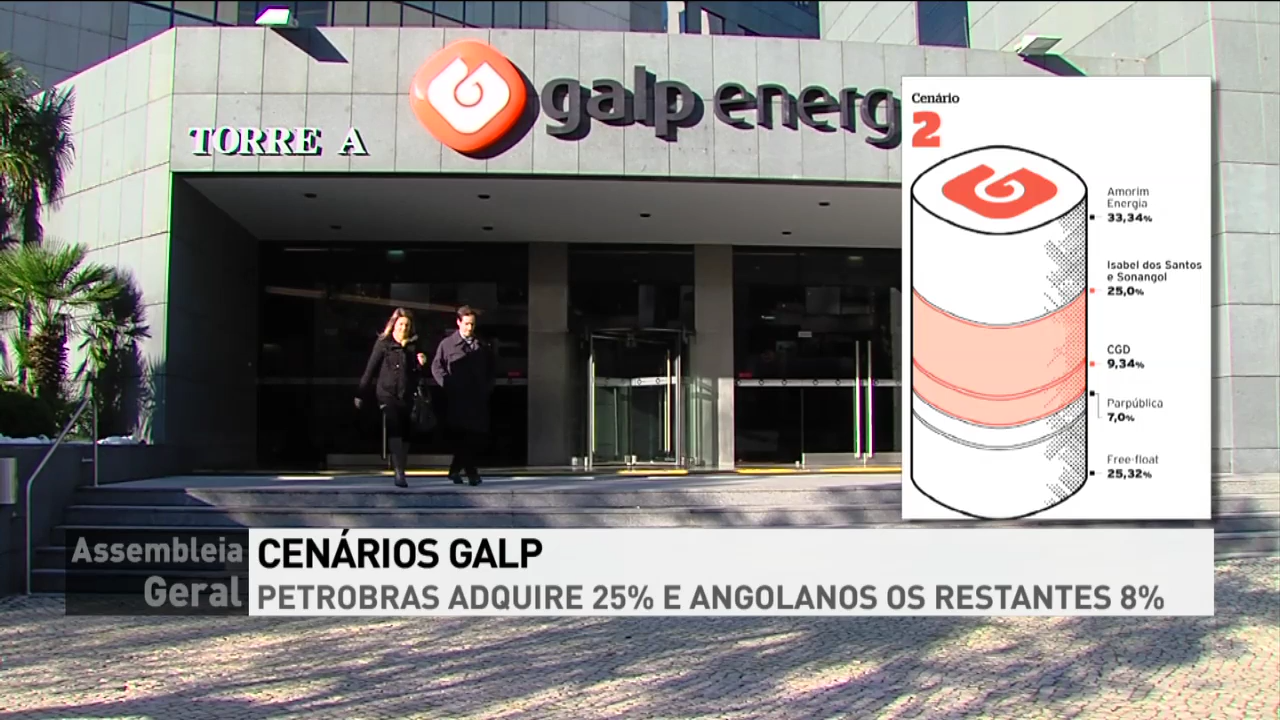 TORRE A
galp energ
Cenário
2
Amorim
Energia
33,34%
Isabel dos Santos
e Sonangol
25,0%
CGD
9,34%
Parpública
7,0%
Free-float
25,32%
Assembleia
Geral
CENÁRIOS GALP
PETROBRAS ADQUIRE 25% E ANGOLANOS OS RESTANTES 8%